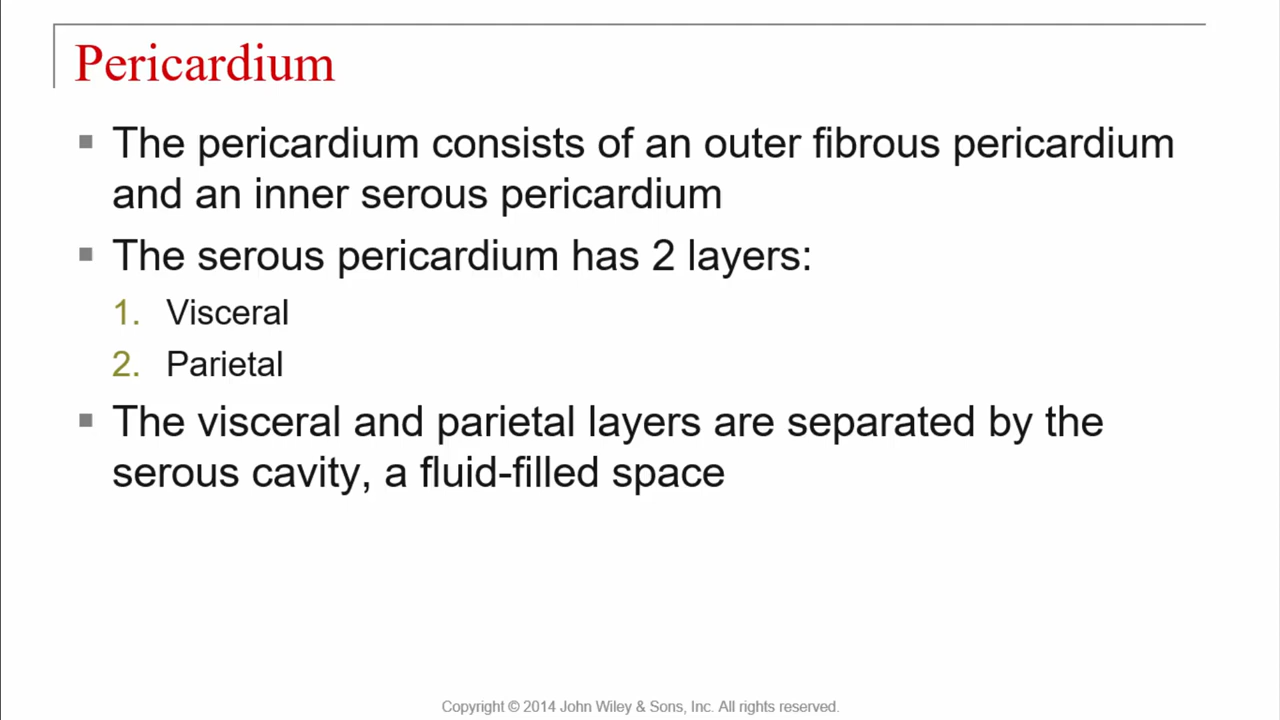 Pericardium
▪ The pericardium consists of an outer fibrous pericardium
and an inner serous pericardium
▪ The serous pericardium has 2 layers:
1. Visceral
2. Parietal
▪ The visceral and parietal layers are separated by the
serous cavity, a fluid-filled space
Copyright © 2014 John Wiley & Sons, Inc. All rights reserved.